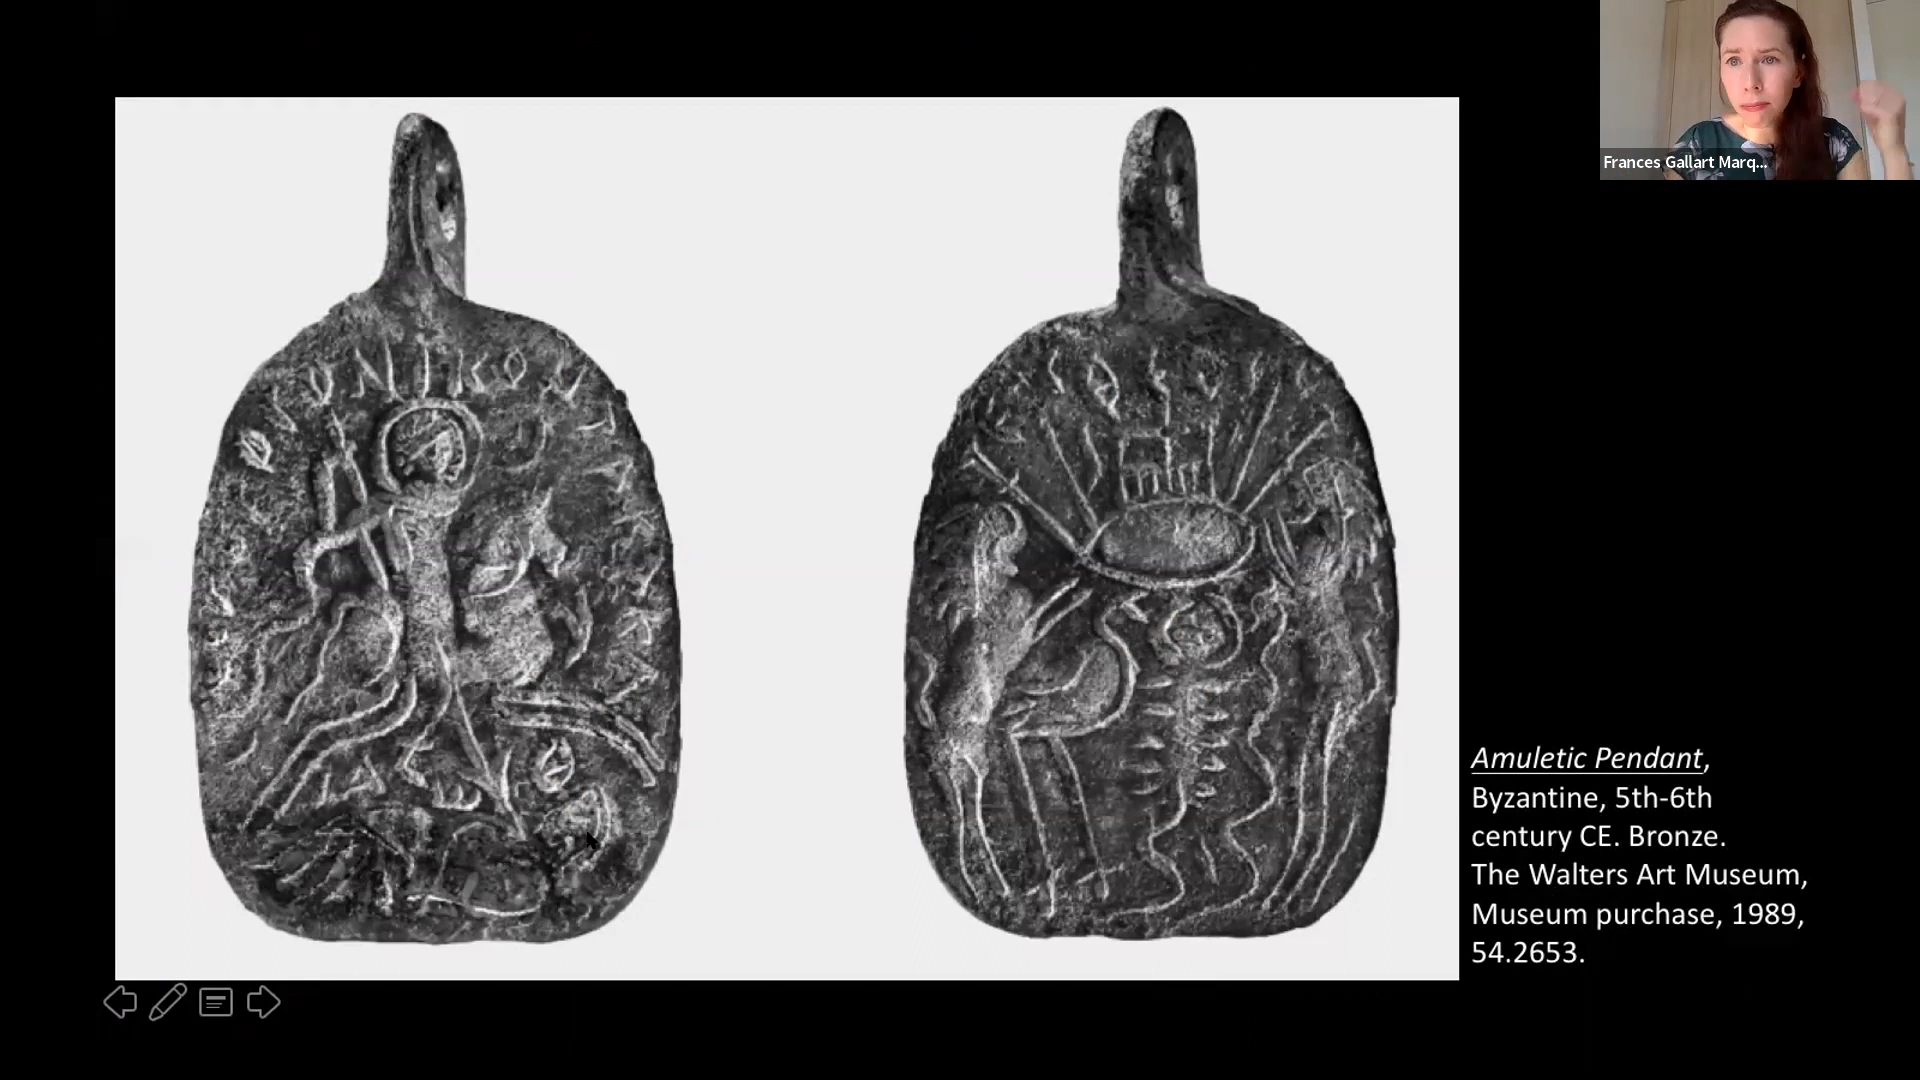 Frances Gallart Marq...
Amuletic Pendant,
Byzantine, 5th-6th
century CE. Bronze.
The Walters Art Museum,
Museum purchase, 1989,
54.2653.